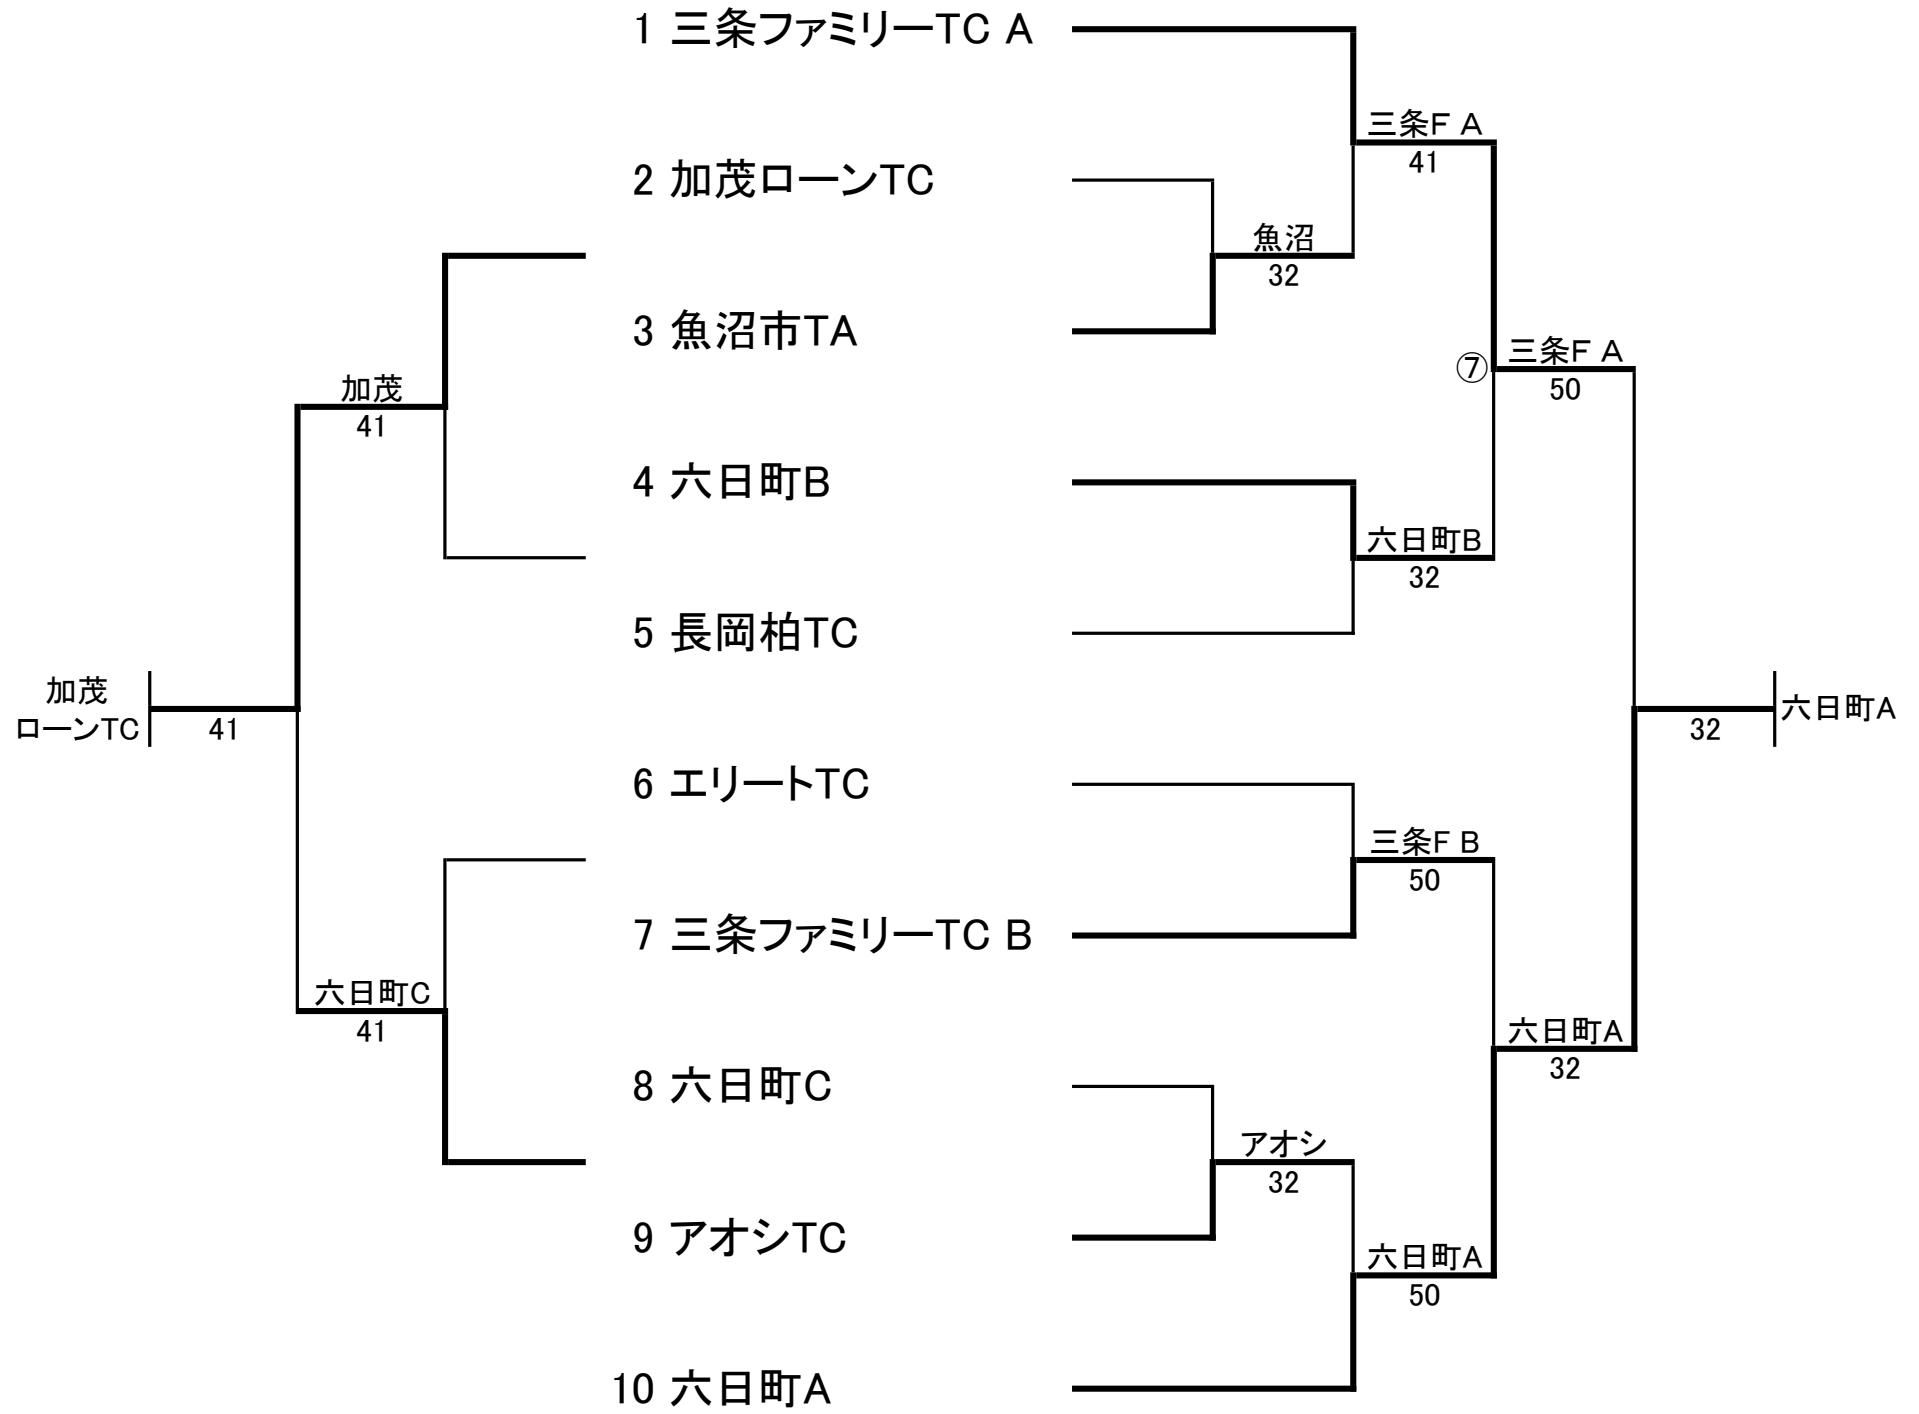 1 三条ファミリーTC A
三条F A
41
2 加茂ローンTC
魚沼
32
3 魚沼市TA
三条F A
⑦
50
加茂
41
4 六日町B
六日町B
32
5 長岡柏TC
加茂
ローンTC
41
六日町A
32
6 エリートTC
三条F B
50
7 三条ファミリーTC B
六日町C
41
六日町A
32
8 六日町C
アオシ
32
9 アオシTC
六日町A
50
10 六日町A